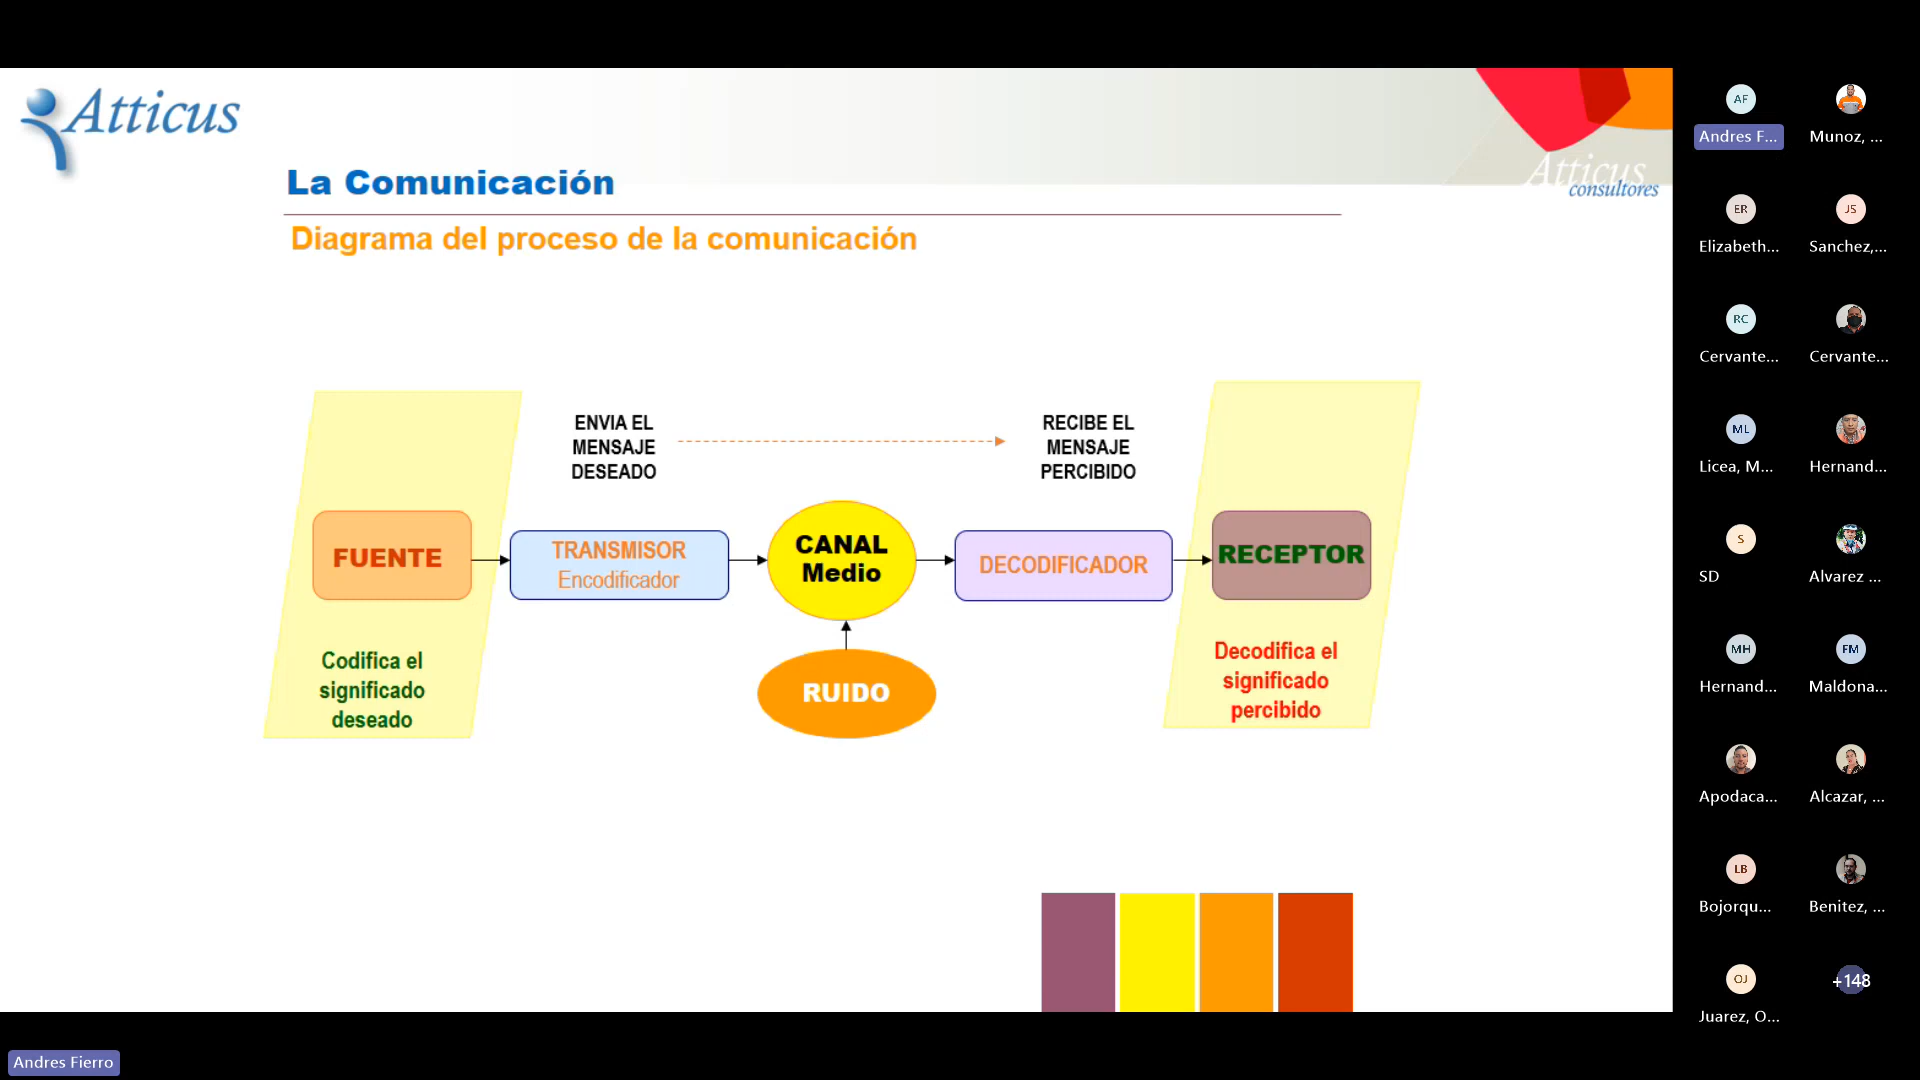 Atticus
Atticus
consultores
La Comunicación
Diagrama del proceso de la comunicación
ENVIA EL
MENSAJE
DESEADO
RECIBE EL
MENSAJE
PERCIBIDO
FUENTE
TRANSMISOR
Encodificador
CANAL
Medio
DECODIFICADOR
RECEPTOR
RUIDO
Codifica el
significado
deseado
Decodifica el
significado
percibido
AF
Andres F...
Munoz, ...
ER
Elizabeth...
JS
Sanchez,...
RC
Cervante...
Cervante...
ML
Licea, M...
Hernand...
S
SD
Alvarez ...
MH
Hernand...
FM
Maldona...
Apodaca...
Alcazar, ...
LB
Bojorqu...
Benitez, ...
OJ
Juarez, O...
+148
Andres Fierro